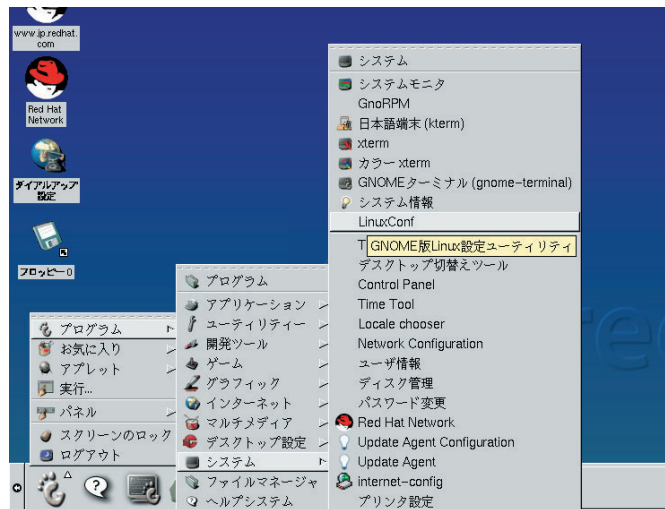 www.jp.redhat.
com
Red Hat
Network
ダイアルアップ
設定
フロッピー0
プログラム
お気に入り
アプレット
実行...
パネル
スクリーンのロック
ログアウト
プログラム
アプリケーション
ユーティリティー
開発ツール
ゲーム
グラフィック
インターネット
マルチメディア
デスクトップ設定
システム
ファイルマネージャ
ヘルプシステム
システム
システムモニタ
GnoRPM
日本語端末 (kterm)
xterm
カラー xterm
GNOMEターミナル (gnome-terminal)
システム情報
LinuxConf
T
GNOME版Linux設定ユーティリティ
デスクトップ切替えツール
Control Panel
Time Tool
Locale chooser
Network Configuration
ユーザ情報
ディスク管理
パスワード変更
Red Hat Network
Update Agent Configuration
Update Agent
internet-config
プリンタ設定